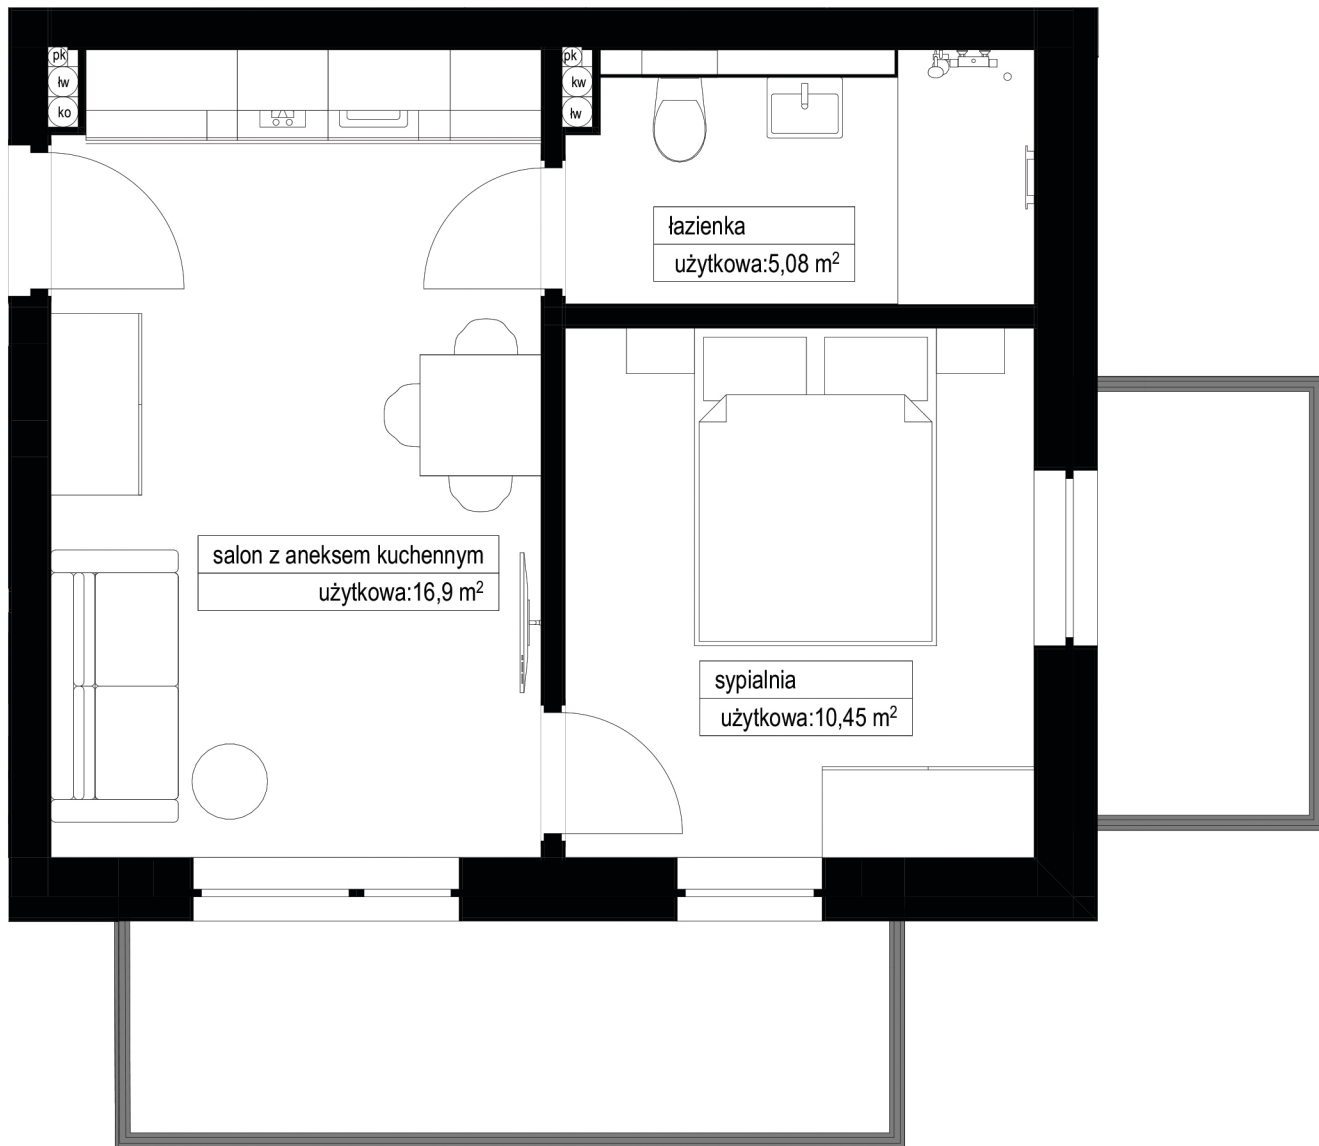 pk
łw
ko
pk
kw
łw
łazienka
użytkowa:5,08 m²
salon z aneksem kuchennym
użytkowa:16,9 m²
sypialnia
użytkowa:10,45 m²